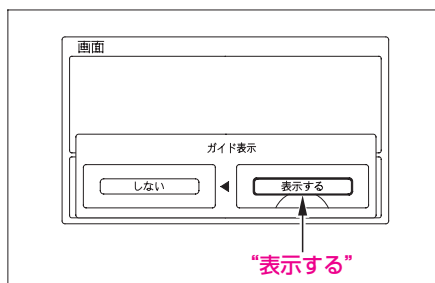 画面
ガイド表示
しない
表示する
“表示する”